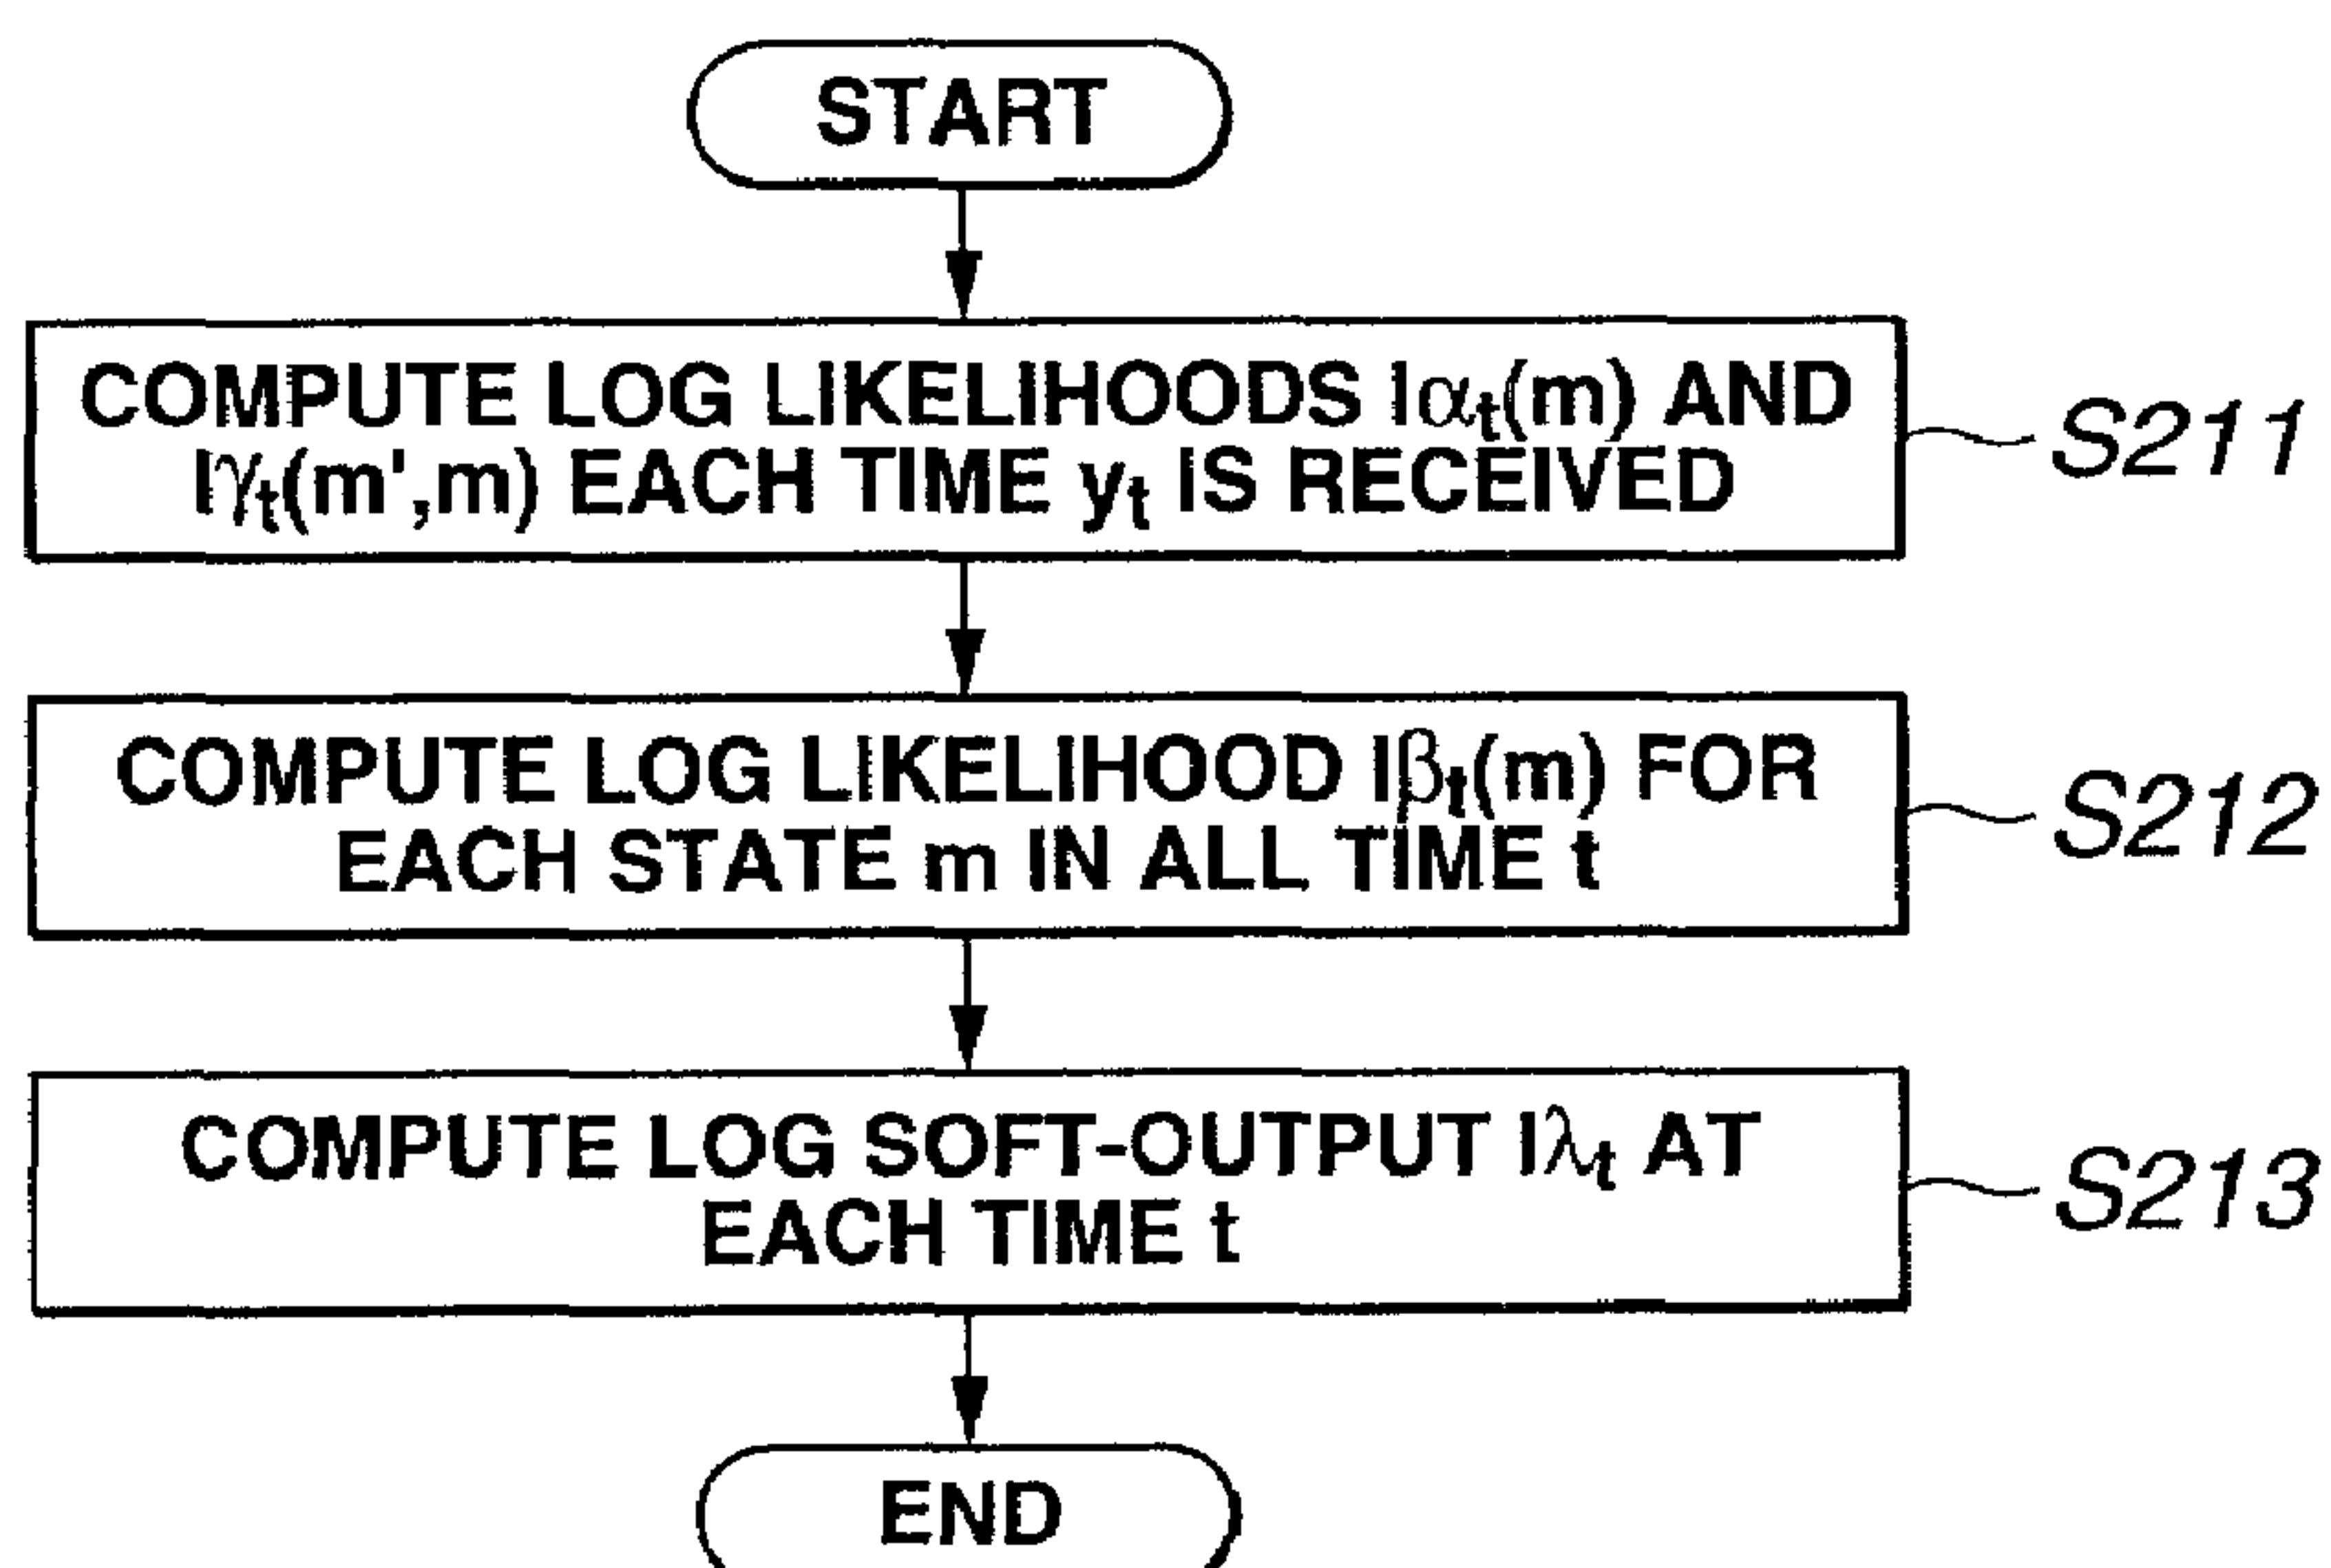 START
COMPUTE LOG LIKELIHOODS Iαt(m) AND
Iγt(m',m) EACH TIME yt IS RECEIVED
S211
COMPUTE LOG LIKELIHOOD Iβt(m) FOR
EACH STATE m IN ALL TIME t
S212
COMPUTE LOG SOFT-OUTPUT Iλt AT
EACH TIME t
S213
END